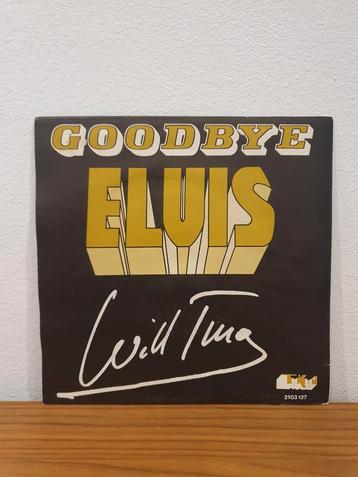 GOODBYE
ELVIS
Will Tura
2103 127